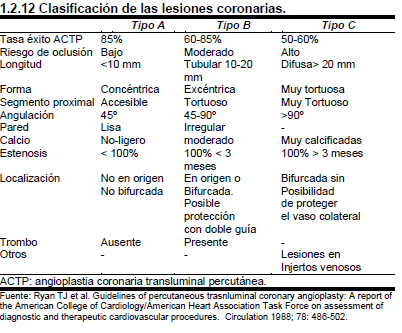 1.2.12 Clasificación de las lesiones coronarias.
Tipo A Tipo B Tipo C
Tasa éxito ACTP 85% 60-85% 50-60%
Riesgo de oclusión Bajo Moderado Alto
Longitud <10 mm Tubular 10-20 Difusa> 20 mm
mm
Forma Concéntrica Excéntrica Muy tortuosa
Segmento proximal Accesible Tortuoso Muy Tortuoso
Angulación 45º 45-90º >90º
Pared Lisa Irregular -
Calcio No-ligero moderado Muy calcificadas
Estenosis < 100% 100% < 3 100% > 3 meses
meses
Localización No en origen En origen o Bifurcada sin
No bifurcada Bifurcada. Posibilidad
Posible de proteger
protección el vaso colateral
con doble guía
Trombo Ausente Presente -
Otros - - Lesiones en
Injertos venosos
ACTP: angioplastia coronaria transluminal percutánea.
Fuente: Ryan TJ et al. Guidelines of percutaneous trasnluminal coronary angioplasty: A report of
the American College of Cardiology/American Heart Association Task Force on assessment of
diagnostic and therapeutic cardiovascular procedures. Circulation 1988; 78: 486-502.